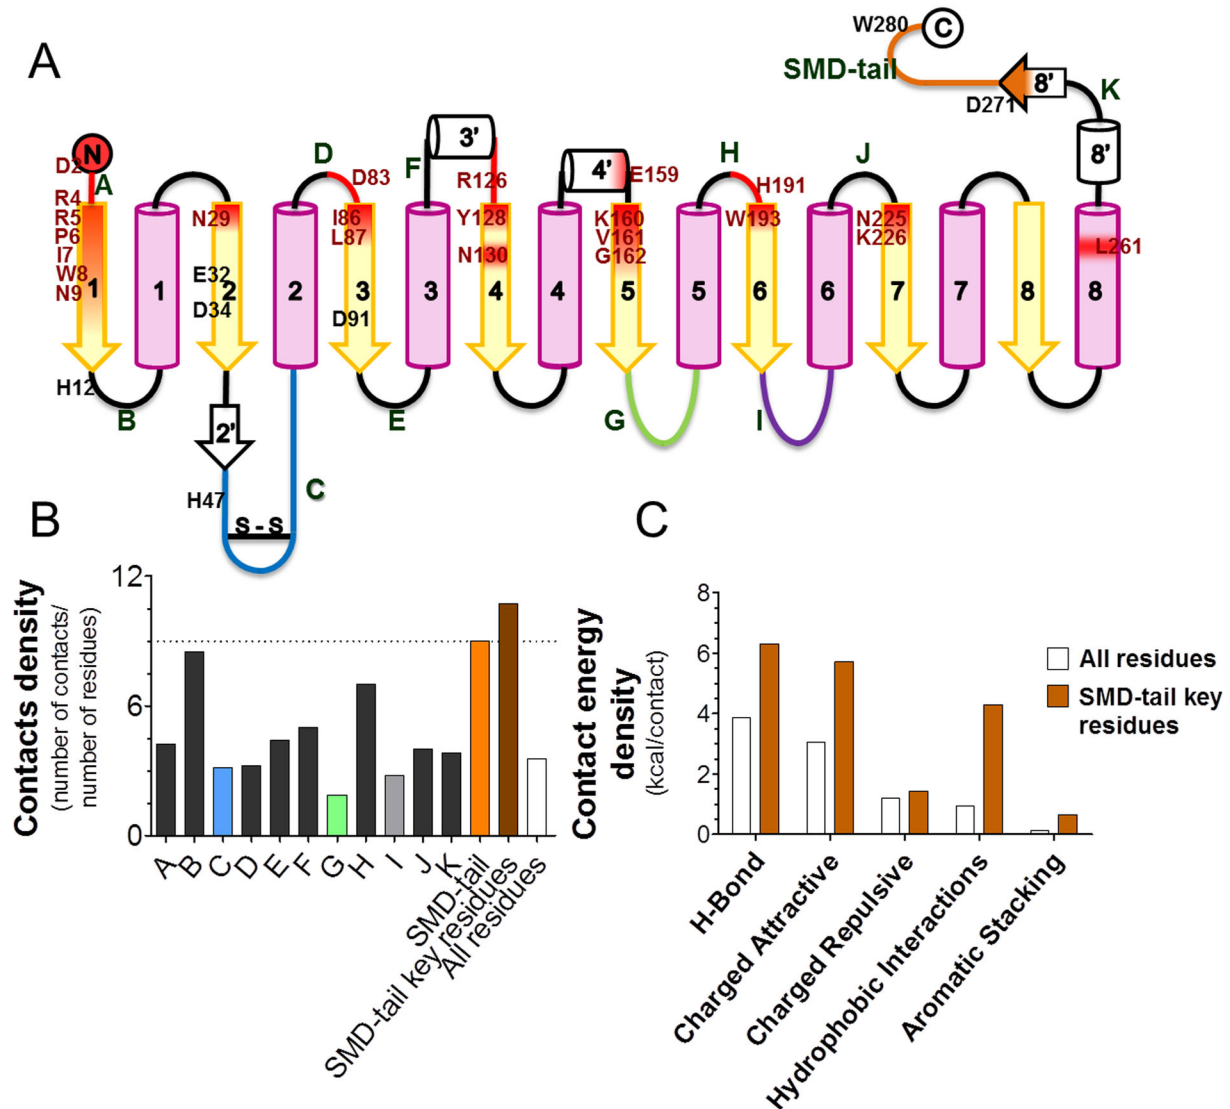 A
W280
C
SMD-tail
8'
K
D271
N
D2
A
R4
R5
P6
I7
W8
N9
1
H12
B
1
N29
E32
2
D34
2'
H47
S - S
C
2
D
D83
I86
L87
3
D91
E
3
F
3'
R126
Y128
N130
4
4
4'
E159
K160
V161
G162
5
G
5
H
H191
W193
6
I
6
J
N225
K226
7
7
8
8'
L261
8
B
Contacts density
(number of contacts/
number of residues)
12
6
0
A
B
C
D
E
F
G
H
I
J
K
SMD-tail
SMD-tail key residues
All residues
C
Contact energy
density
(kcal/contact)
8
6
4
2
0
H-Bond
Charged Attractive
Charged Repulsive
Hydrophobic Interactions
Aromatic Stacking
All residues
SMD-tail key
residues